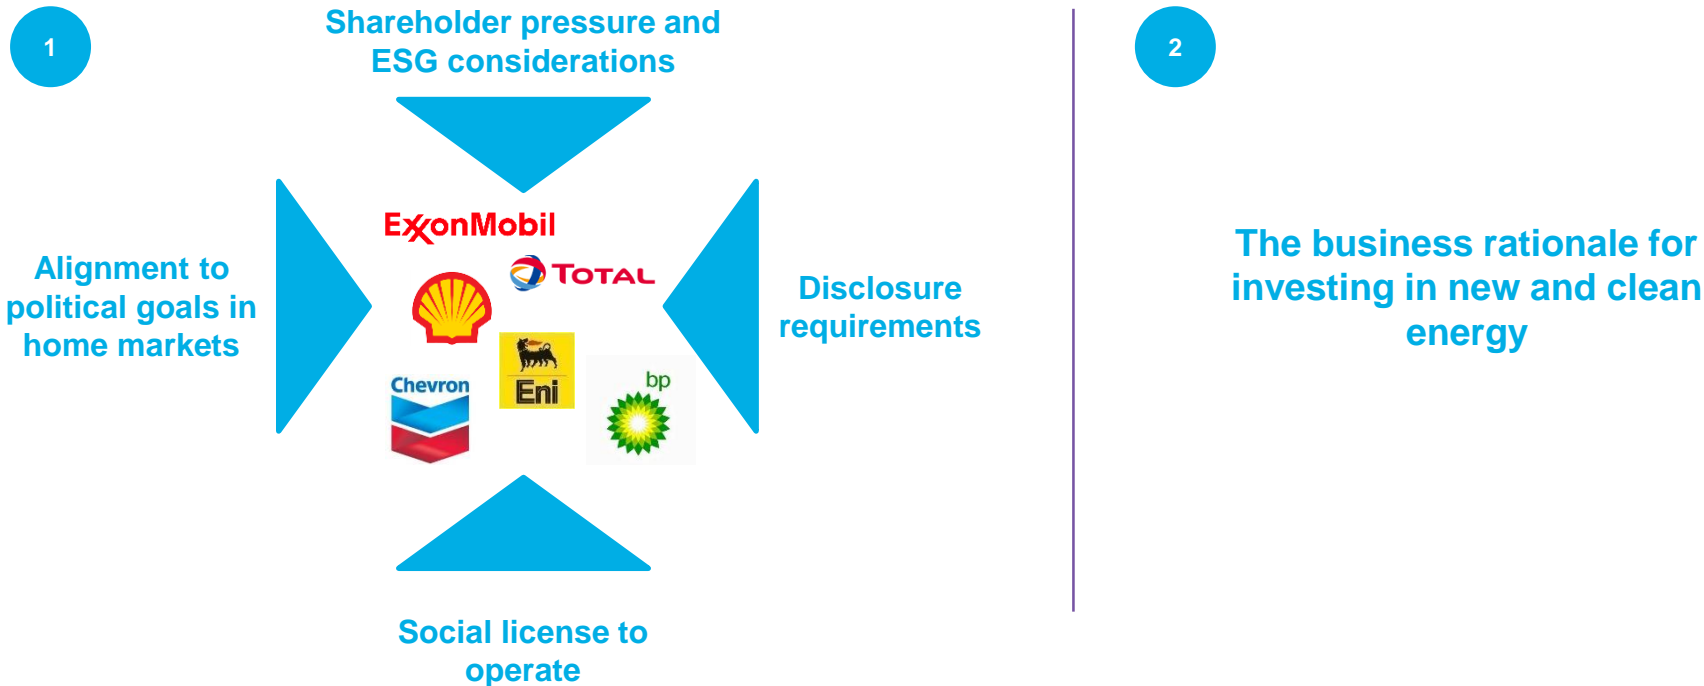 1
Shareholder pressure and
ESG considerations
Alignment to
political goals in
home markets
ExxonMobil
TOTAL
Chevron
Eni
bp
Disclosure
requirements
Social license to
operate
2
The business rationale for
investing in new and clean
energy